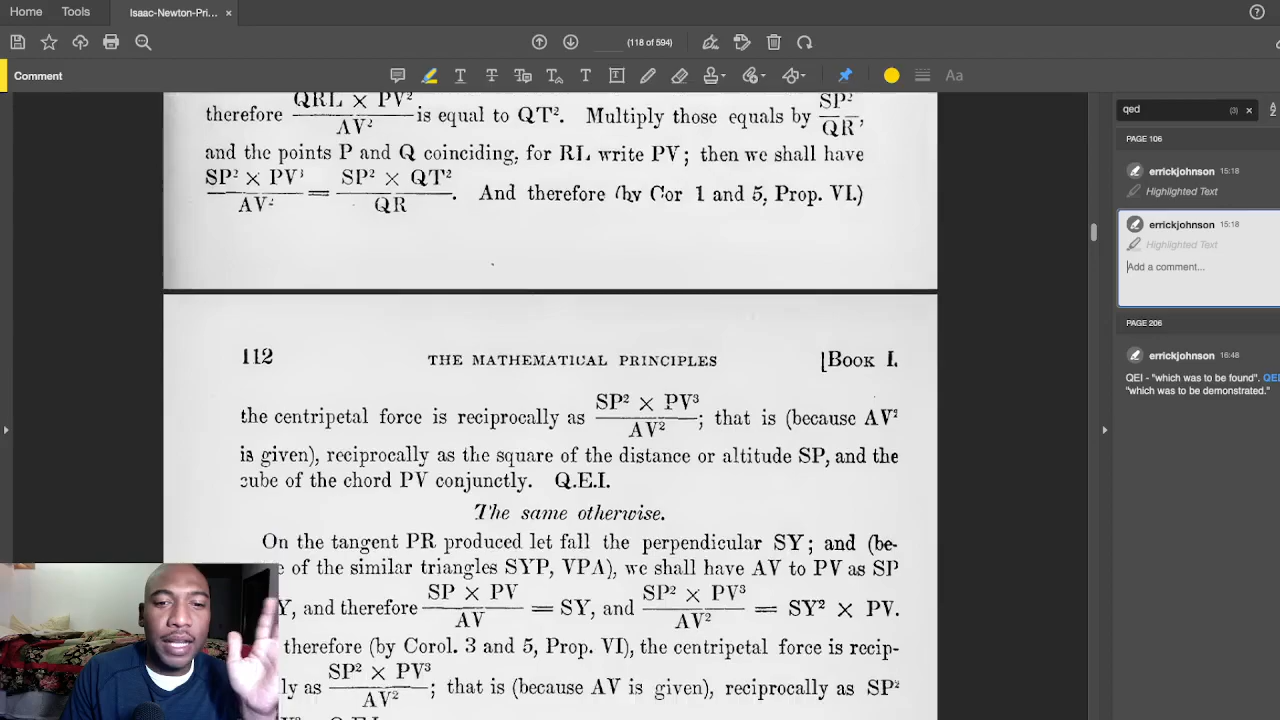 Home Tools Isaac-Newton-Pri... ×
(118 of 594)
Comment
Aa
qed (3) ×
therefore QRL × PV² / AV² is equal to QT². Multiply those equals by SP² / QR,
and the points P and Q coinciding, for RL write PV; then we shall have
SP² × PV³ / AV² = SP² × QT² / QR. And therefore (by Cor 1 and 5, Prop. VI.)
112 THE MATHEMATICAL PRINCIPLES [BOOK I.
the centripetal force is reciprocally as SP² × PV³ / AV²; that is (because AV²
is given), reciprocally as the square of the distance or altitude SP, and the
cube of the chord PV conjunctly. Q.E.I.
The same otherwise.
On the tangent PR produced let fall the perpendicular SY; and (be-
of the similar triangles SYP, VPA), we shall have AV to PV as SP
Y, and therefore SP × PV / AV = SY, and SP² × PV³ / AV² = SY² × PV.
therefore (by Corol. 3 and 5, Prop. VI), the centripetal force is recip-
ly as SP² × PV³ / AV²; that is (because AV is given), reciprocally as SP²
Q.E.I.
PAGE 106
errickjohnson 15:18
Highlighted Text
errickjohnson 15:18
Highlighted Text
Add a comment...
PAGE 206
errickjohnson 16:48
QEI - "which was to be found". QED
"which was to be demonstrated."